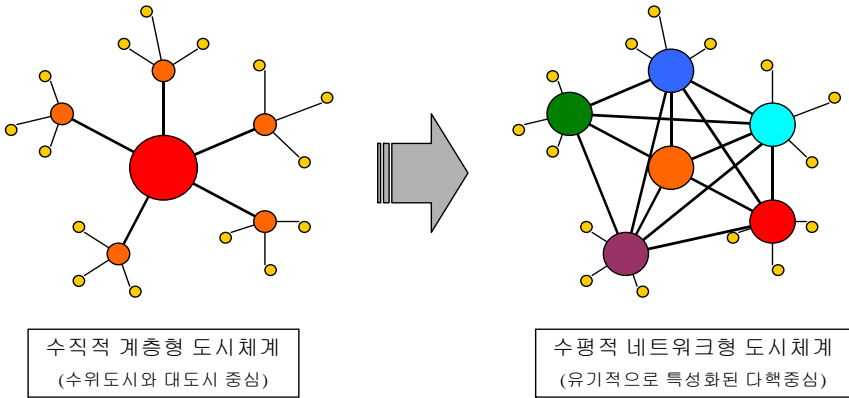 수직적 계층형 도시체계
(수위도시와 대도시 중심)
수평적 네트워크형 도시체계
(유기적으로 특성화된 다핵중심)